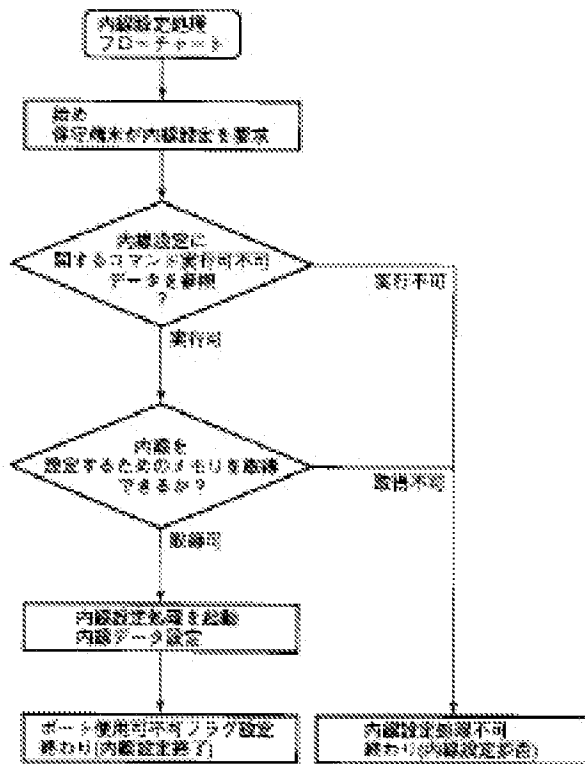 内線設定処理
フローチャート
始め
保守端末が内線設定を要求
内線設定に
関するコマンド実行可不可
データを参照
?
実行不可
実行可
内線を
設定するためのメモリを取得
できるか?
取得不可
取得可
内線設定処理を起動
内線データ設定
ポート使用可不可フラグ設定
終わり(内線設定終了)
内線設定処理不可
終わり(内線設定拒否)